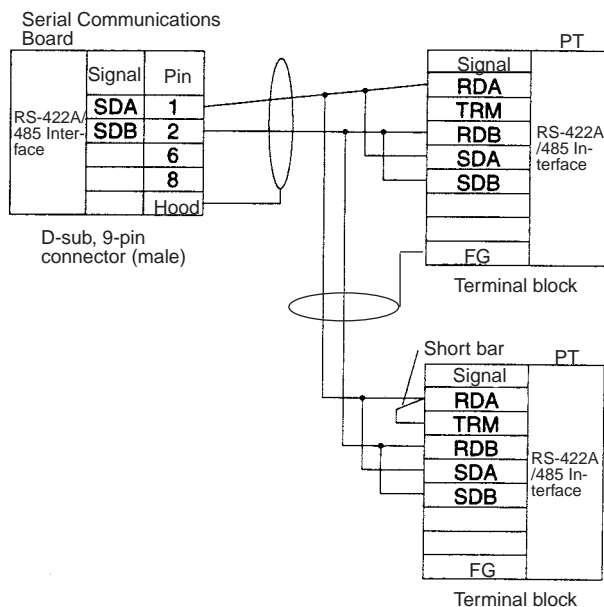 Serial Communications
Board
Signal Pin
SDA 1
SDB 2
6
8
Hood
RS-422A/
485 Inter-
face
D-sub, 9-pin
connector (male)
PT
Signal
RDA
TRM
RDB
SDA
SDB
FG
RS-422A
/485 In-
terface
Terminal block
Short bar
PT
Signal
RDA
TRM
RDB
SDA
SDB
FG
RS-422A
/485 In-
terface
Terminal block